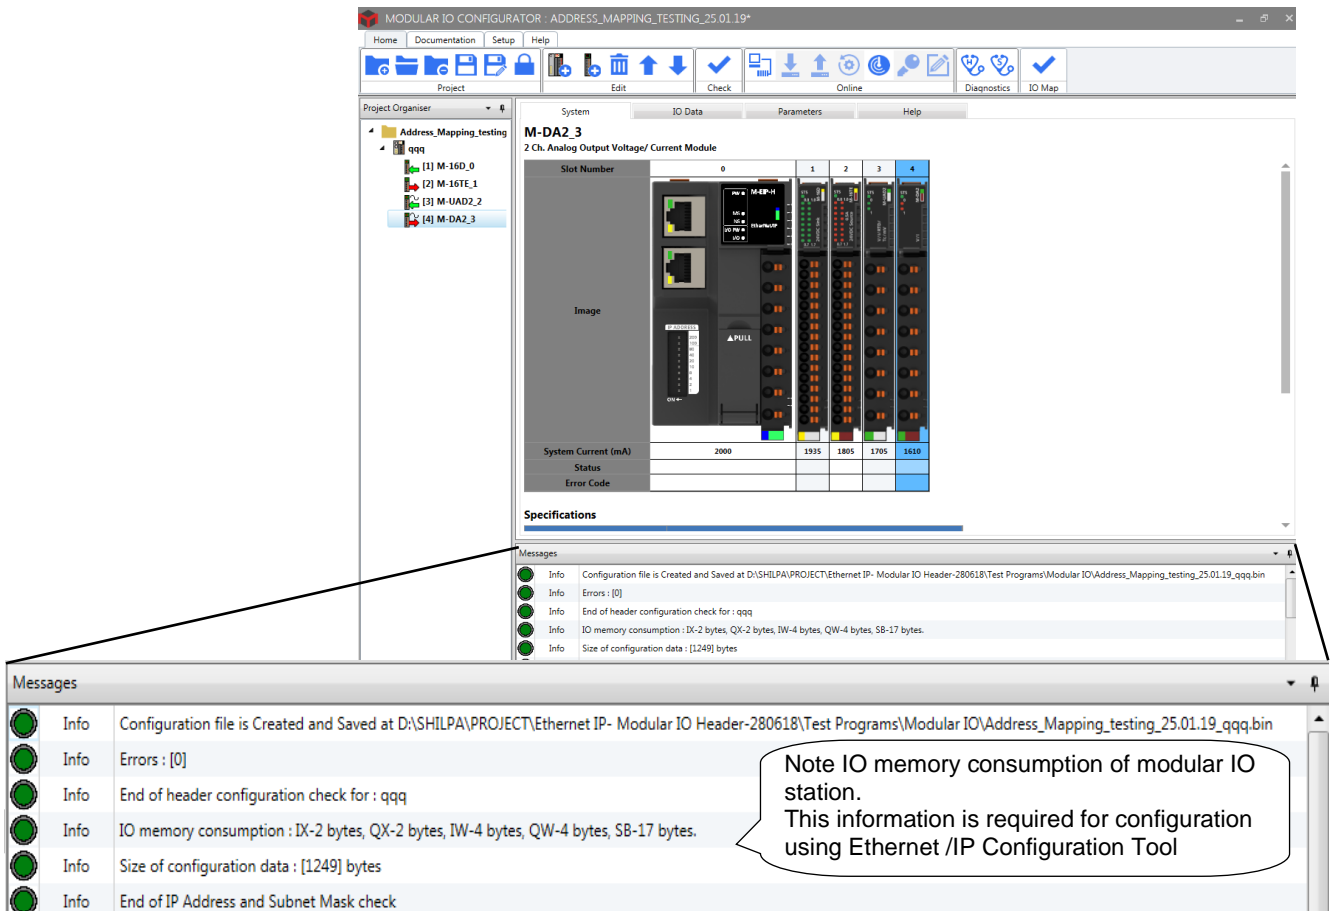 MODULAR IO CONFIGURATOR : ADDRESS_MAPPING_TESTING_25.01.19*
Home Documentation Setup Help
Project Edit Check Online Diagnostics IO Map
Project Organiser
Address_Mapping_testing
qqq
[1] M-16D_0
[2] M-16TE_1
[3] M-UAD2_2
[4] M-DA2_3
System IO Data Parameters Help
M-DA2_3
2 Ch. Analog Output Voltage/ Current Module
Slot Number 0 1 2 3 4
Image
PW M-EIP-H
MS
NS EtherNet/IP
I/O PW
I/O
IP ADDRESS
▲PULL
ON←
System Current (mA) 2000 1935 1805 1705 1610
Status
Error Code
Specifications
Messages
Info Configuration file is Created and Saved at D:\SHILPA\PROJECT\Ethernet IP- Modular IO Header-280618\Test Programs\Modular IO\Address_Mapping_testing_25.01.19_qqq.bin
Info Errors : [0]
Info End of header configuration check for : qqq
Info IO memory consumption : IX-2 bytes, QX-2 bytes, IW-4 bytes, QW-4 bytes, SB-17 bytes.
Info Size of configuration data : [1249] bytes
Messages
Info Configuration file is Created and Saved at D:\SHILPA\PROJECT\Ethernet IP- Modular IO Header-280618\Test Programs\Modular IO\Address_Mapping_testing_25.01.19_qqq.bin
Info Errors : [0]
Info End of header configuration check for : qqq
Info IO memory consumption : IX-2 bytes, QX-2 bytes, IW-4 bytes, QW-4 bytes, SB-17 bytes.
Info Size of configuration data : [1249] bytes
Info End of IP Address and Subnet Mask check
Note IO memory consumption of modular IO
station.
This information is required for configuration
using Ethernet /IP Configuration Tool